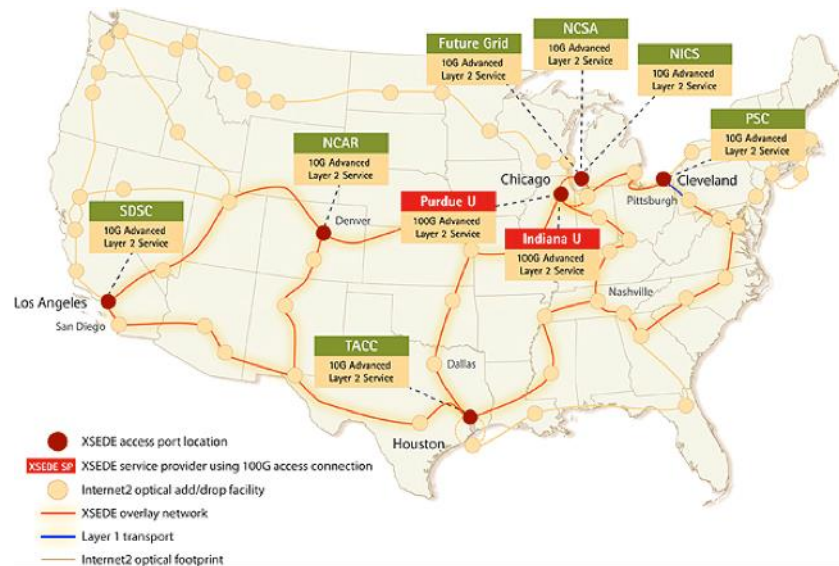 Future Grid
10G Advanced
Layer 2 Service
NCSA
10G Advanced
Layer 2 Service
NICS
10G Advanced
Layer 2 Service
PSC
10G Advanced
Layer 2 Service
NCAR
10G Advanced
Layer 2 Service
Chicago
Cleveland
Pittsburgh
Purdue U
100G Advanced
Layer 2 Service
Denver
SDSC
10G Advanced
Layer 2 Service
Indiana U
100G Advanced
Layer 2 Service
Los Angeles
San Diego
Nashville
TACC
10G Advanced
Layer 2 Service
Dallas
Houston
XSEDE access port location
XSEDE SP XSEDE service provider using 100G access connection
Internet2 optical add/drop facility
XSEDE overlay network
Layer 1 transport
Internet2 optical footprint